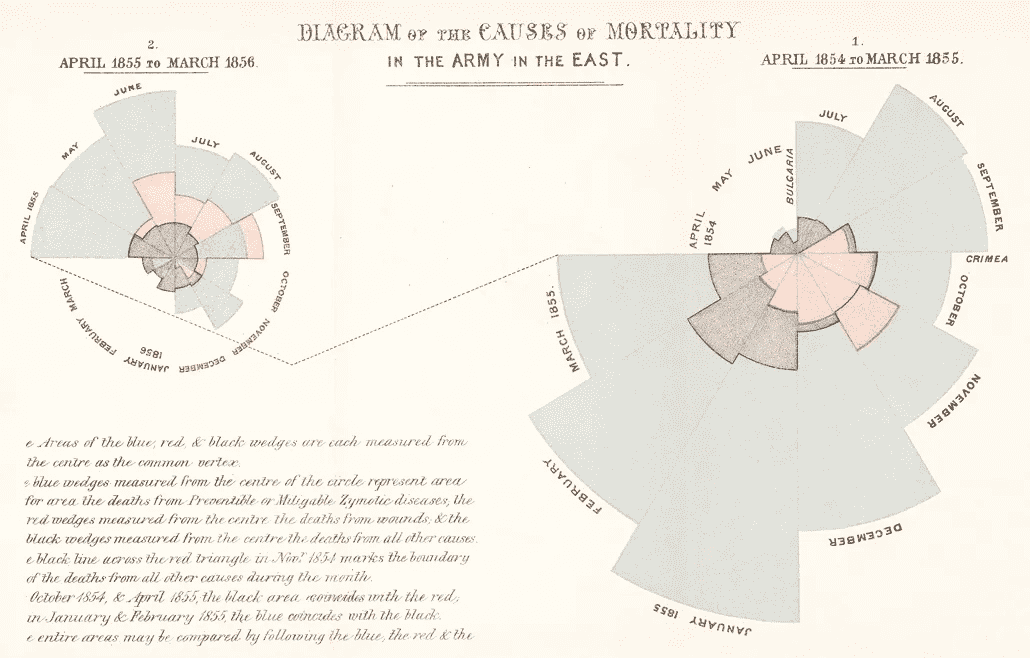 DIAGRAM OF THE CAUSES OF MORTALITY
IN THE ARMY IN THE EAST.
2.
APRIL 1855 TO MARCH 1856.
1.
APRIL 1854 TO MARCH 1855.
JUNE
JULY
AUGUST
SEPTEMBER
OCTOBER
NOVEMBER
DECEMBER
JANUARY
1856
FEBRUARY
MARCH
APRIL 1855
MAY
APRIL
1854
MAY
JUNE
BULGARIA
JULY
AUGUST
SEPTEMBER
CRIMEA
OCTOBER
NOVEMBER
DECEMBER
JANUARY
1855
FEBRUARY
MARCH 1855.
e Areas of the blue, red, & black wedges are each measured from
the centre as the common vertex.
e blue wedges measured from the centre of the circle represent area
for area the deaths from Preventible or Mitigable Zymotic diseases, the
red wedges measured from the centre the deaths from wounds, & the
black wedges measured from the centre the deaths from all other causes.
e black line across the red triangle in Novr. 1854 marks the boundary
of the deaths from all other causes during the month.
October 1854, & April 1855, the black area coincides with the red,
in January & February 1855, the blue coincides with the black.
e entire areas may be compared by following the blue, the red & the